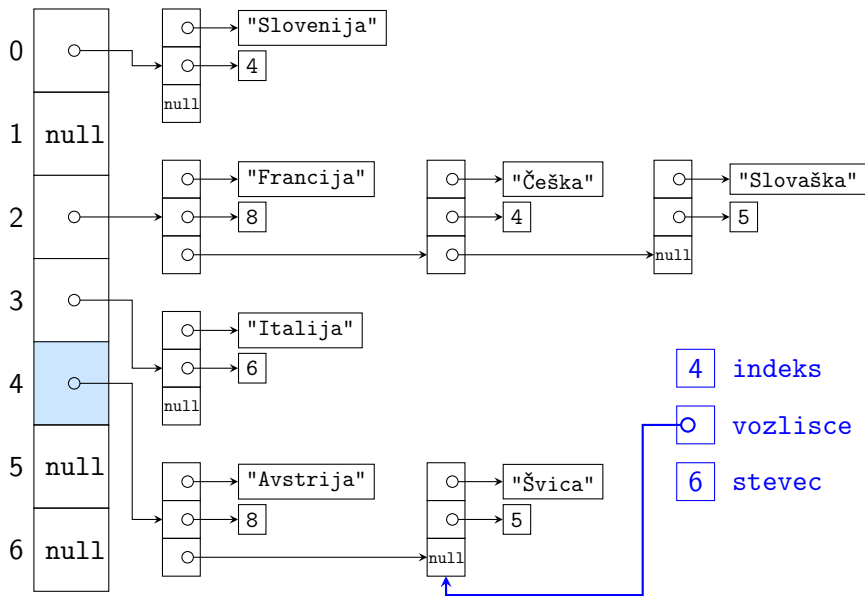 "Slovenija"
0
4
null
1 null
"Francija" "Češka" "Slovaška"
2 8 4 5
null
3
"Italija"
6
4
null
4 indeks
vozlisce
5 null
"Avstrija" "Švica"
6 stevec
8 5
6 null
null